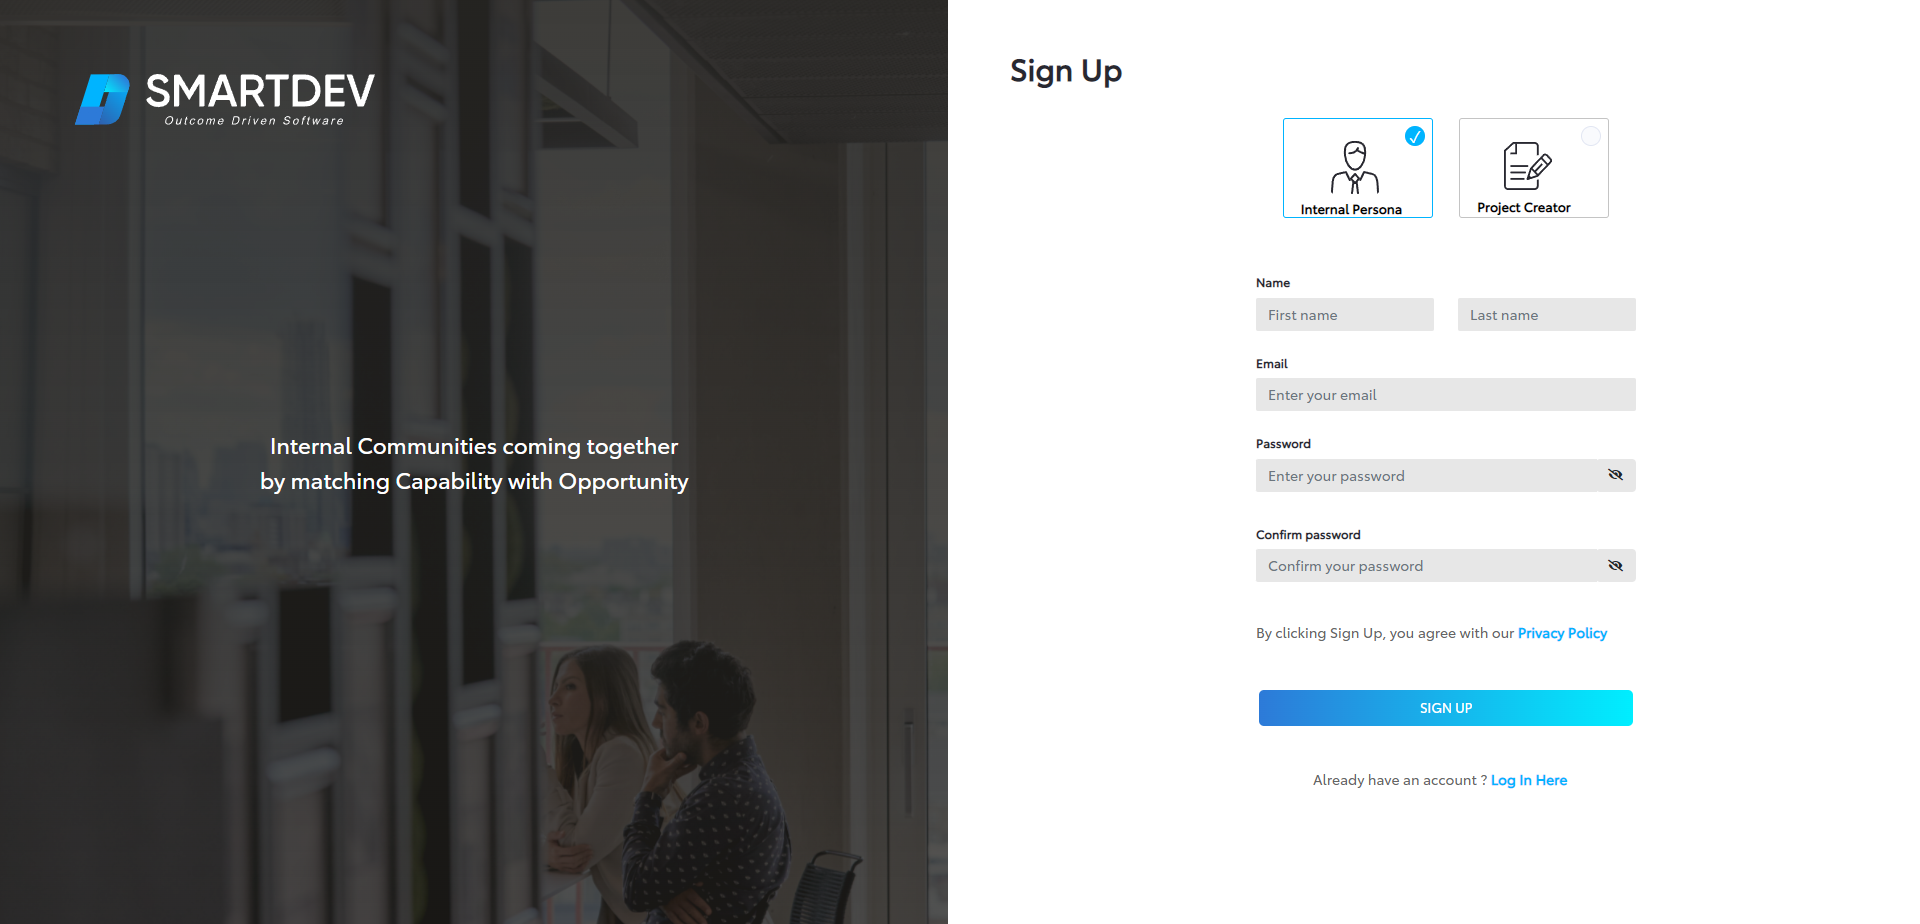 SMARTDEV
Outcome Driven Software
Internal Communities coming together
by matching Capability with Opportunity
Sign Up
Internal Persona
Project Creator
Name
First name
Last name
Email
Enter your email
Password
Enter your password
Confirm password
Confirm your password
By clicking Sign Up, you agree with our Privacy Policy
SIGN UP
Already have an account ? Log In Here